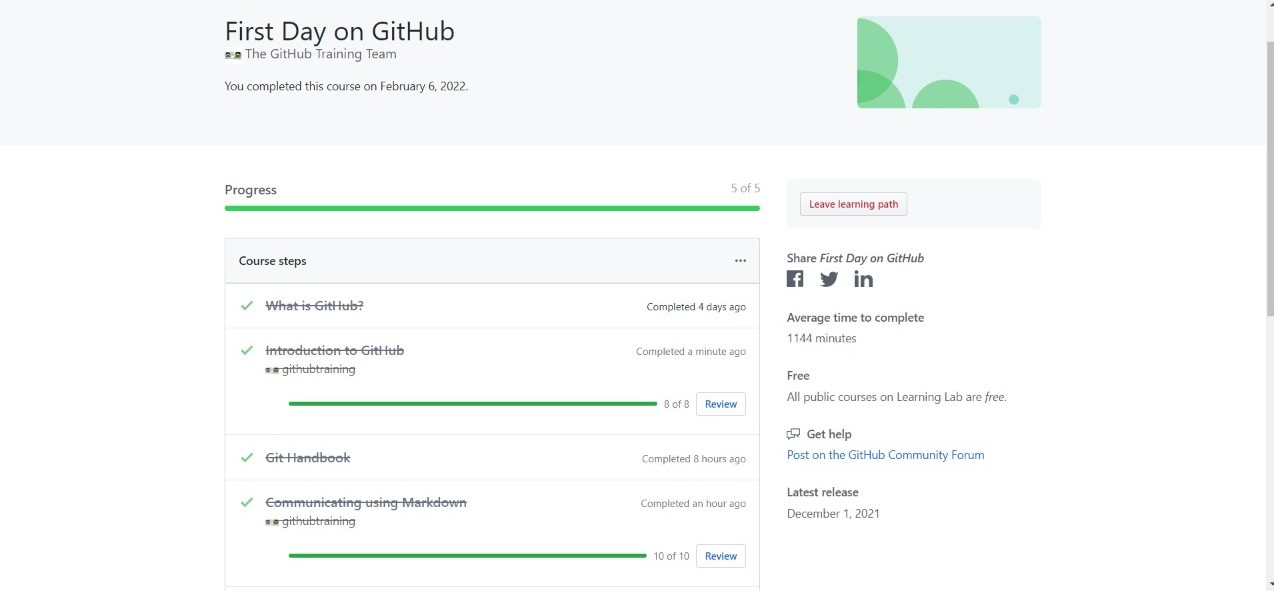 First Day on GitHub
The GitHub Training Team
You completed this course on February 6, 2022.
Progress
5 of 5
Course steps
What is GitHub?
Completed 4 days ago
Introduction to GitHub
Completed a minute ago
githubtraining
8 of 8
Review
Git Handbook
Completed 8 hours ago
Communicating using Markdown
Completed an hour ago
githubtraining
10 of 10
Review
Leave learning path
Share First Day on GitHub
Average time to complete
1144 minutes
Free
All public courses on Learning Lab are free.
Get help
Post on the GitHub Community Forum
Latest release
December 1, 2021